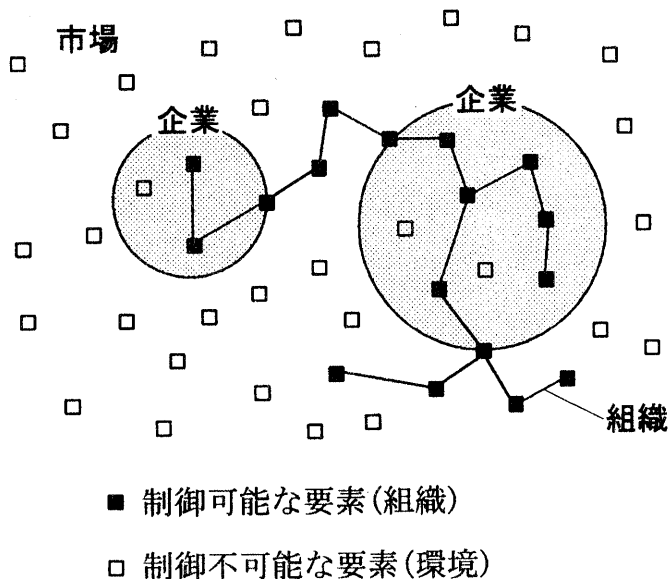 市場
企業
企業
組織
■ 制御可能な要素(組織)
□ 制御不可能な要素(環境)